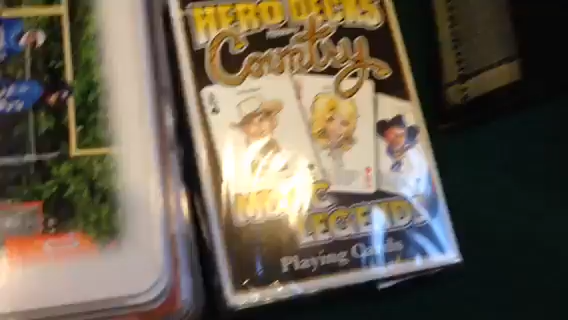 HERO DECKS
Country
MUSIC
LEGENDS
Playing Cards